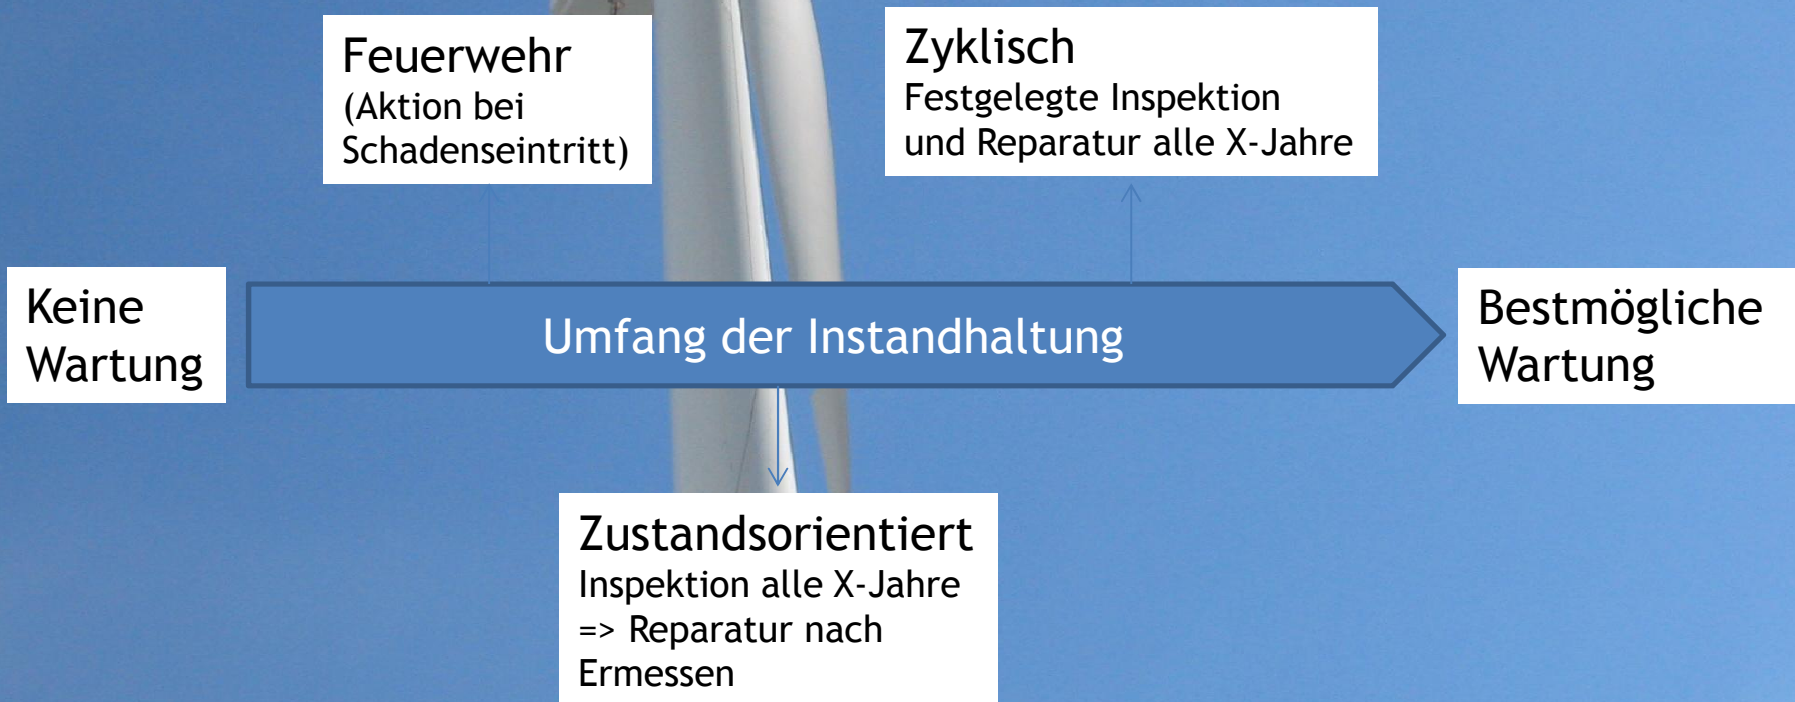 Feuerwehr
(Aktion bei
Schadenseintritt)
Zyklisch
Festgelegte Inspektion
und Reparatur alle X-Jahre
Keine
Wartung
Umfang der Instandhaltung
Bestmögliche
Wartung
Zustandsorientiert
Inspektion alle X-Jahre
=> Reparatur nach
Ermessen